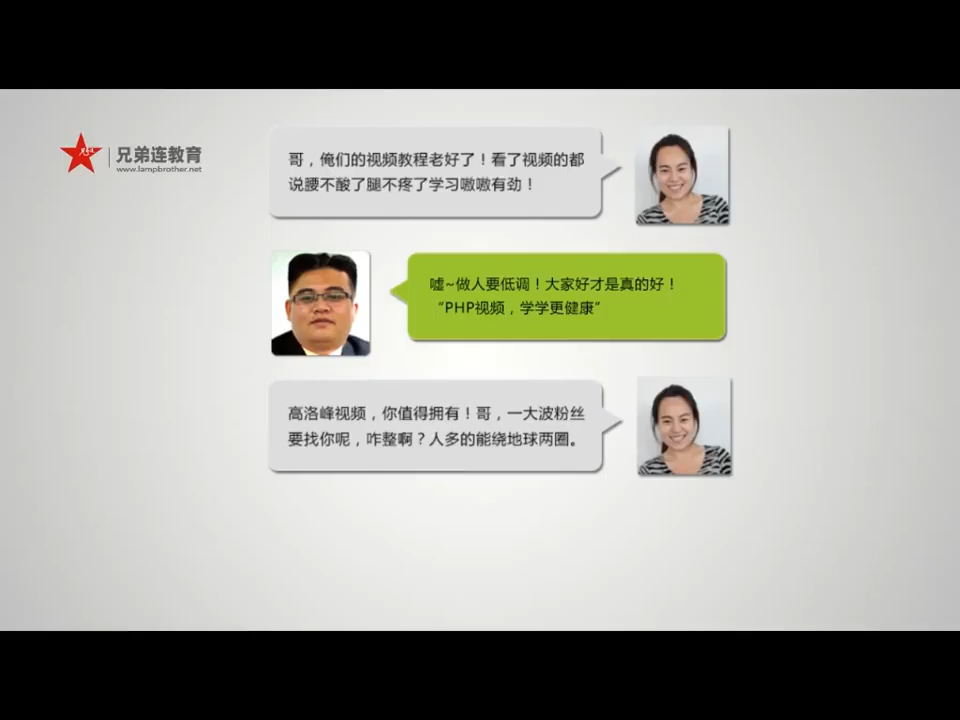 兄弟连教育
www.lampbrother.net
哥，俺们的视频教程老好了！看了视频的都
说腰不酸了腿不疼了学习嗷嗷有劲！
嘘~做人要低调！大家好才是真的好！
“PHP视频，学学更健康”
高洛峰视频，你值得拥有！哥，一大波粉丝
要找你呢，咋整啊？人多的能绕地球两圈。